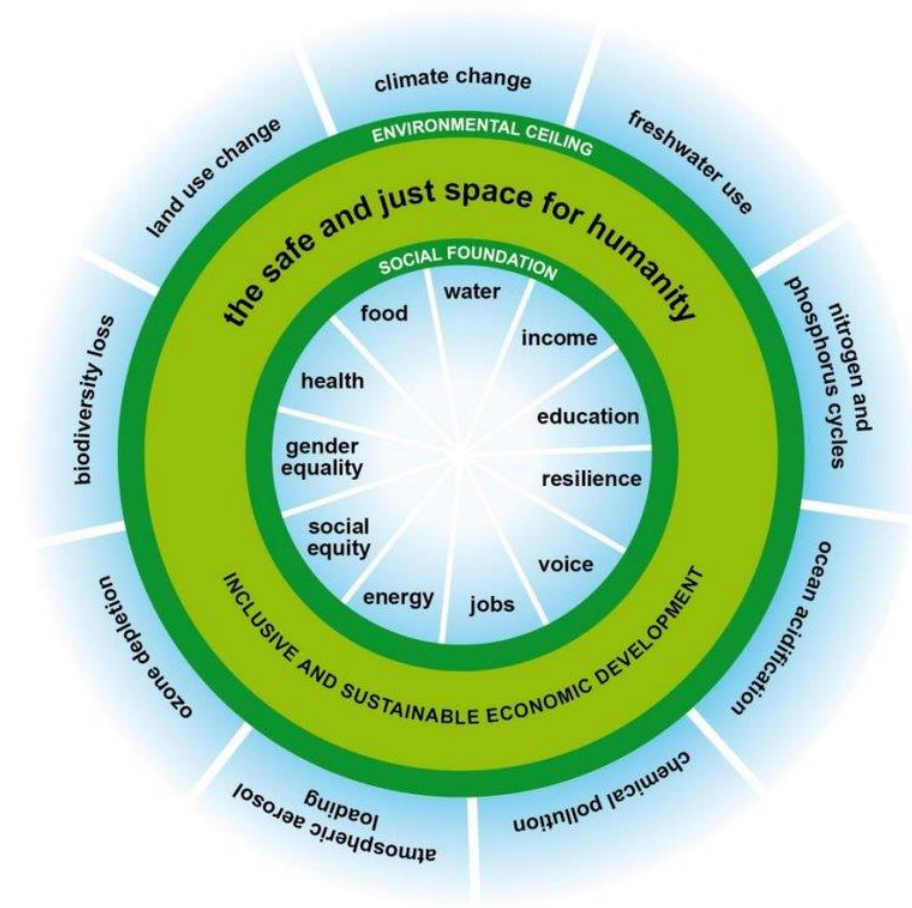 climate change
freshwater use
nitrogen and
phosphorus cycles
ocean acidification
chemical pollution
atmospheric aerosol
loading
ozone depletion
biodiversity loss
land use change
ENVIRONMENTAL CEILING
the safe and just space for humanity
SOCIAL FOUNDATION
water
income
education
resilience
voice
jobs
energy
social
equity
gender
equality
health
food
INCLUSIVE AND SUSTAINABLE ECONOMIC DEVELOPMENT